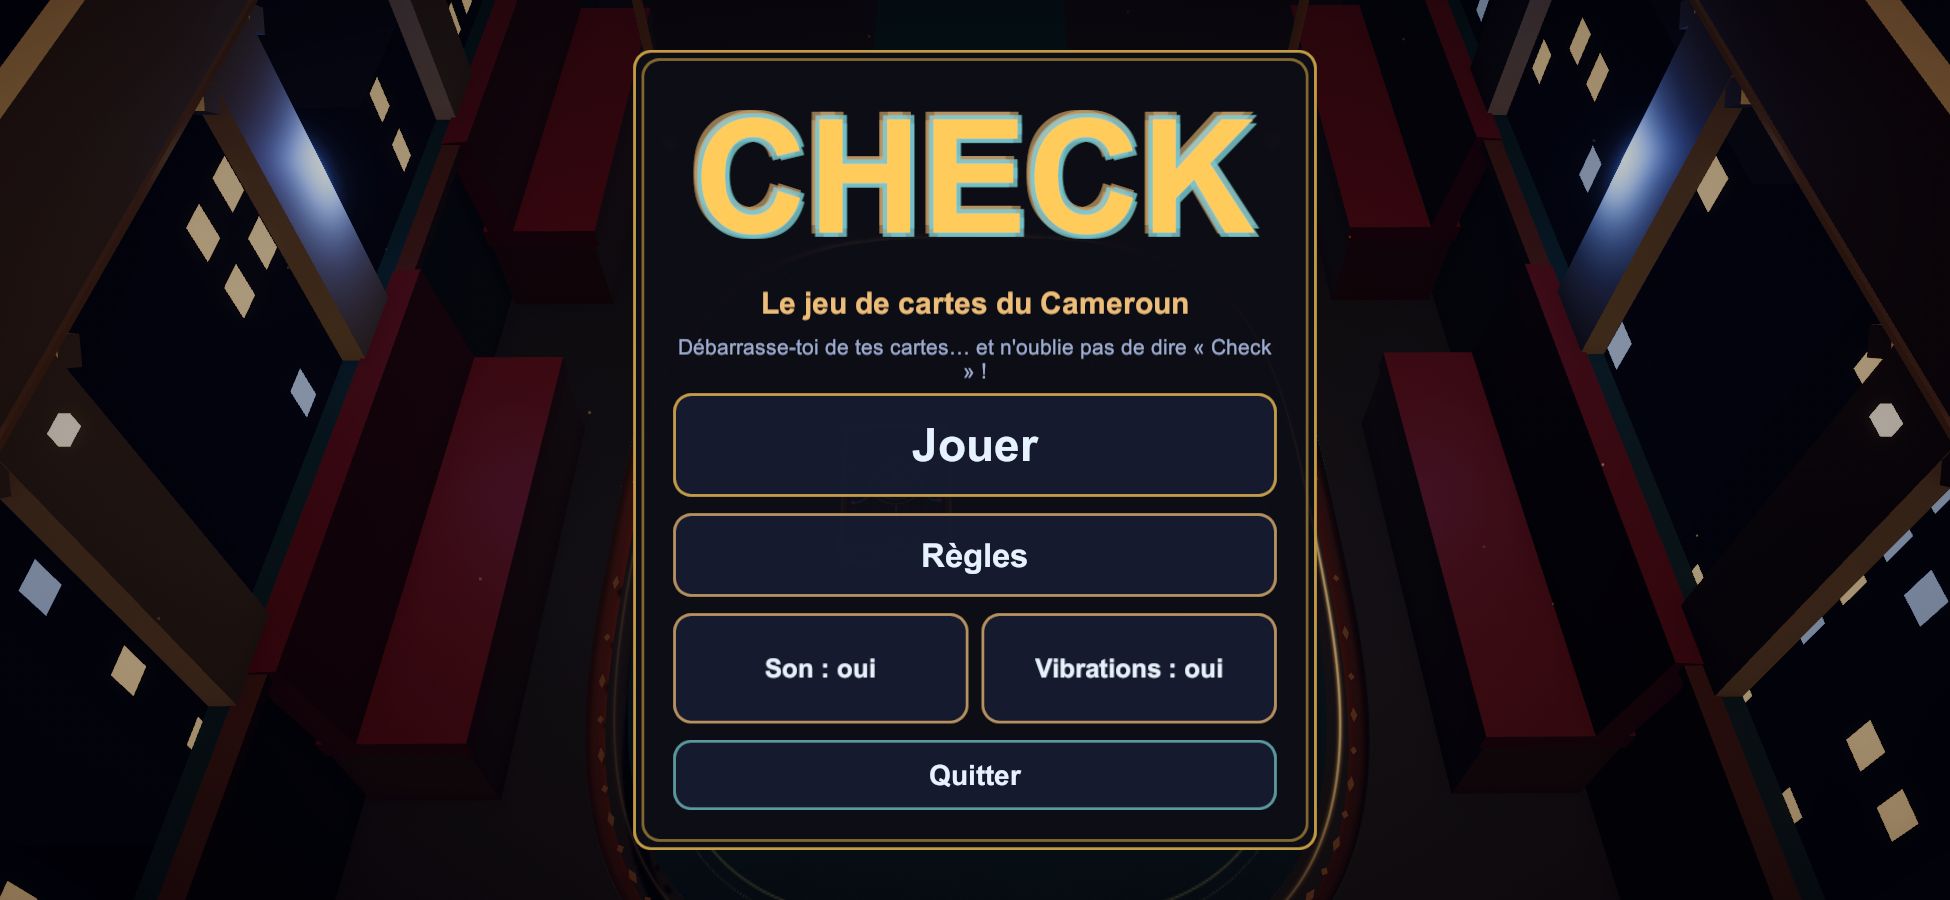 CHECK
Le jeu de cartes du Cameroun
Débarrasse-toi de tes cartes… et n'oublie pas de dire « Check
» !
Jouer
Règles
Son : oui
Vibrations : oui
Quitter